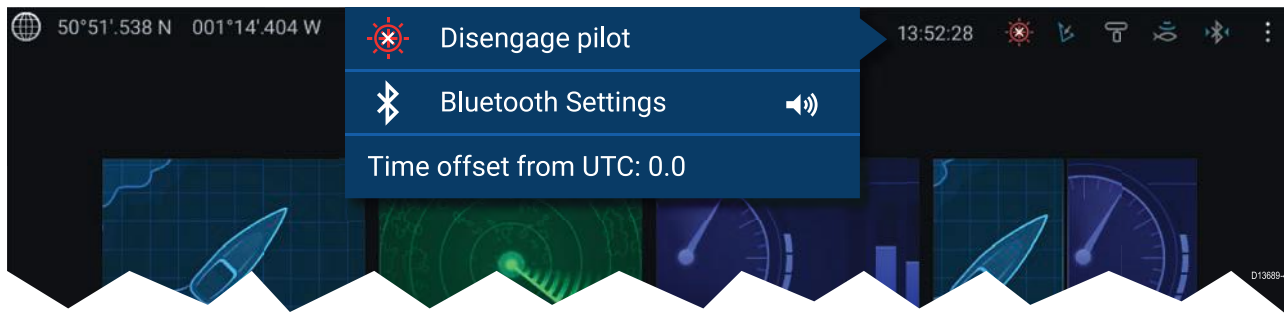 50°51'.538 N 001°14'.404 W
13:52:28
Disengage pilot
Bluetooth Settings
Time offset from UTC: 0.0